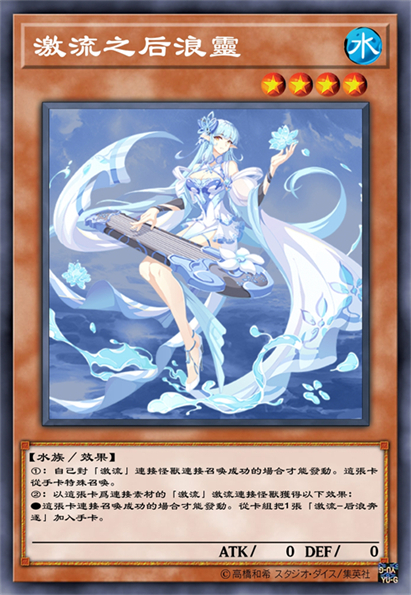 激流之后浪靈
水
【水族／效果】
①：自己對「激流」連接怪獸連接召喚成功的場合才能發動。這張卡
從手卡特殊召喚。
②：以這張卡爲連接素材的「激流」激流連接怪獸獲得以下效果：
●這張卡連接召喚成功的場合才能發動。從卡組把1張「激流－后浪奔
逐」加入手卡。
ATK/ 0 DEF/ 0
©高橋和希 スタジオ・ダイス/集英社